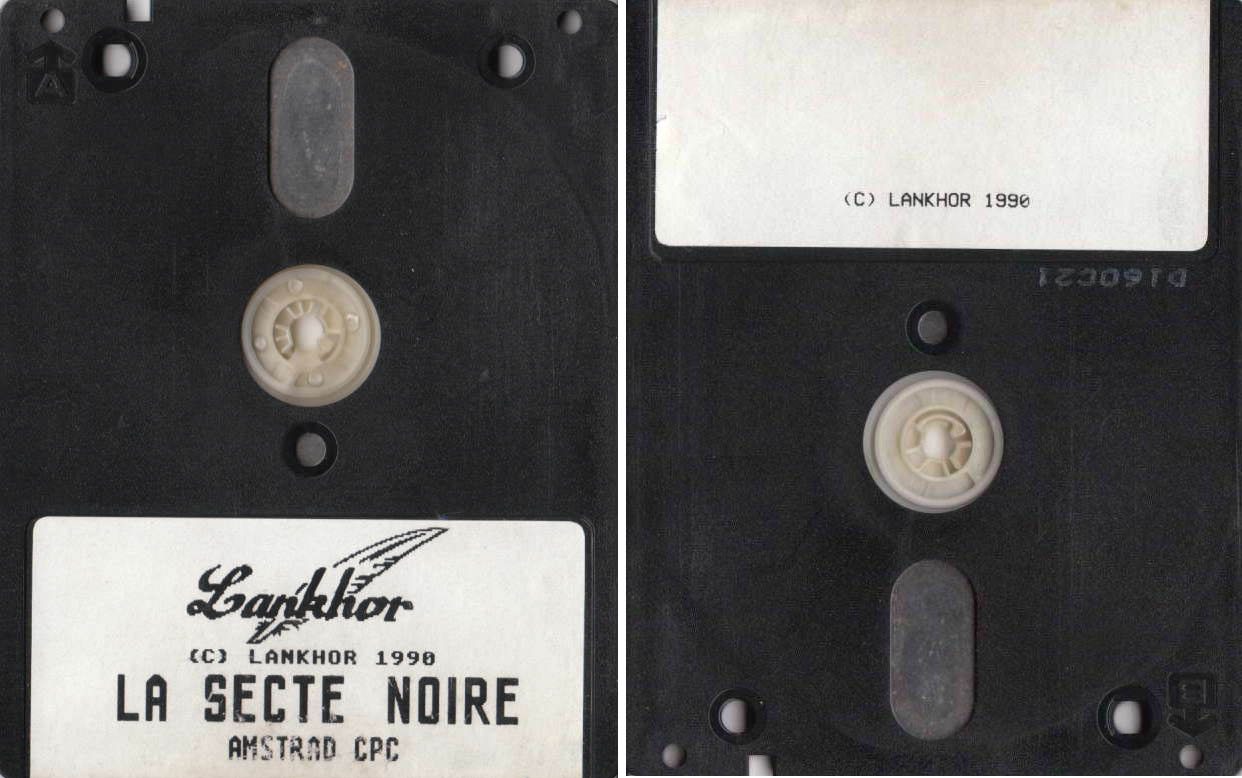 A
Lankhor
(C) LANKHOR 1990
LA SECTE NOIRE
AMSTRAD CPC
(C) LANKHOR 1990
D160C21
B